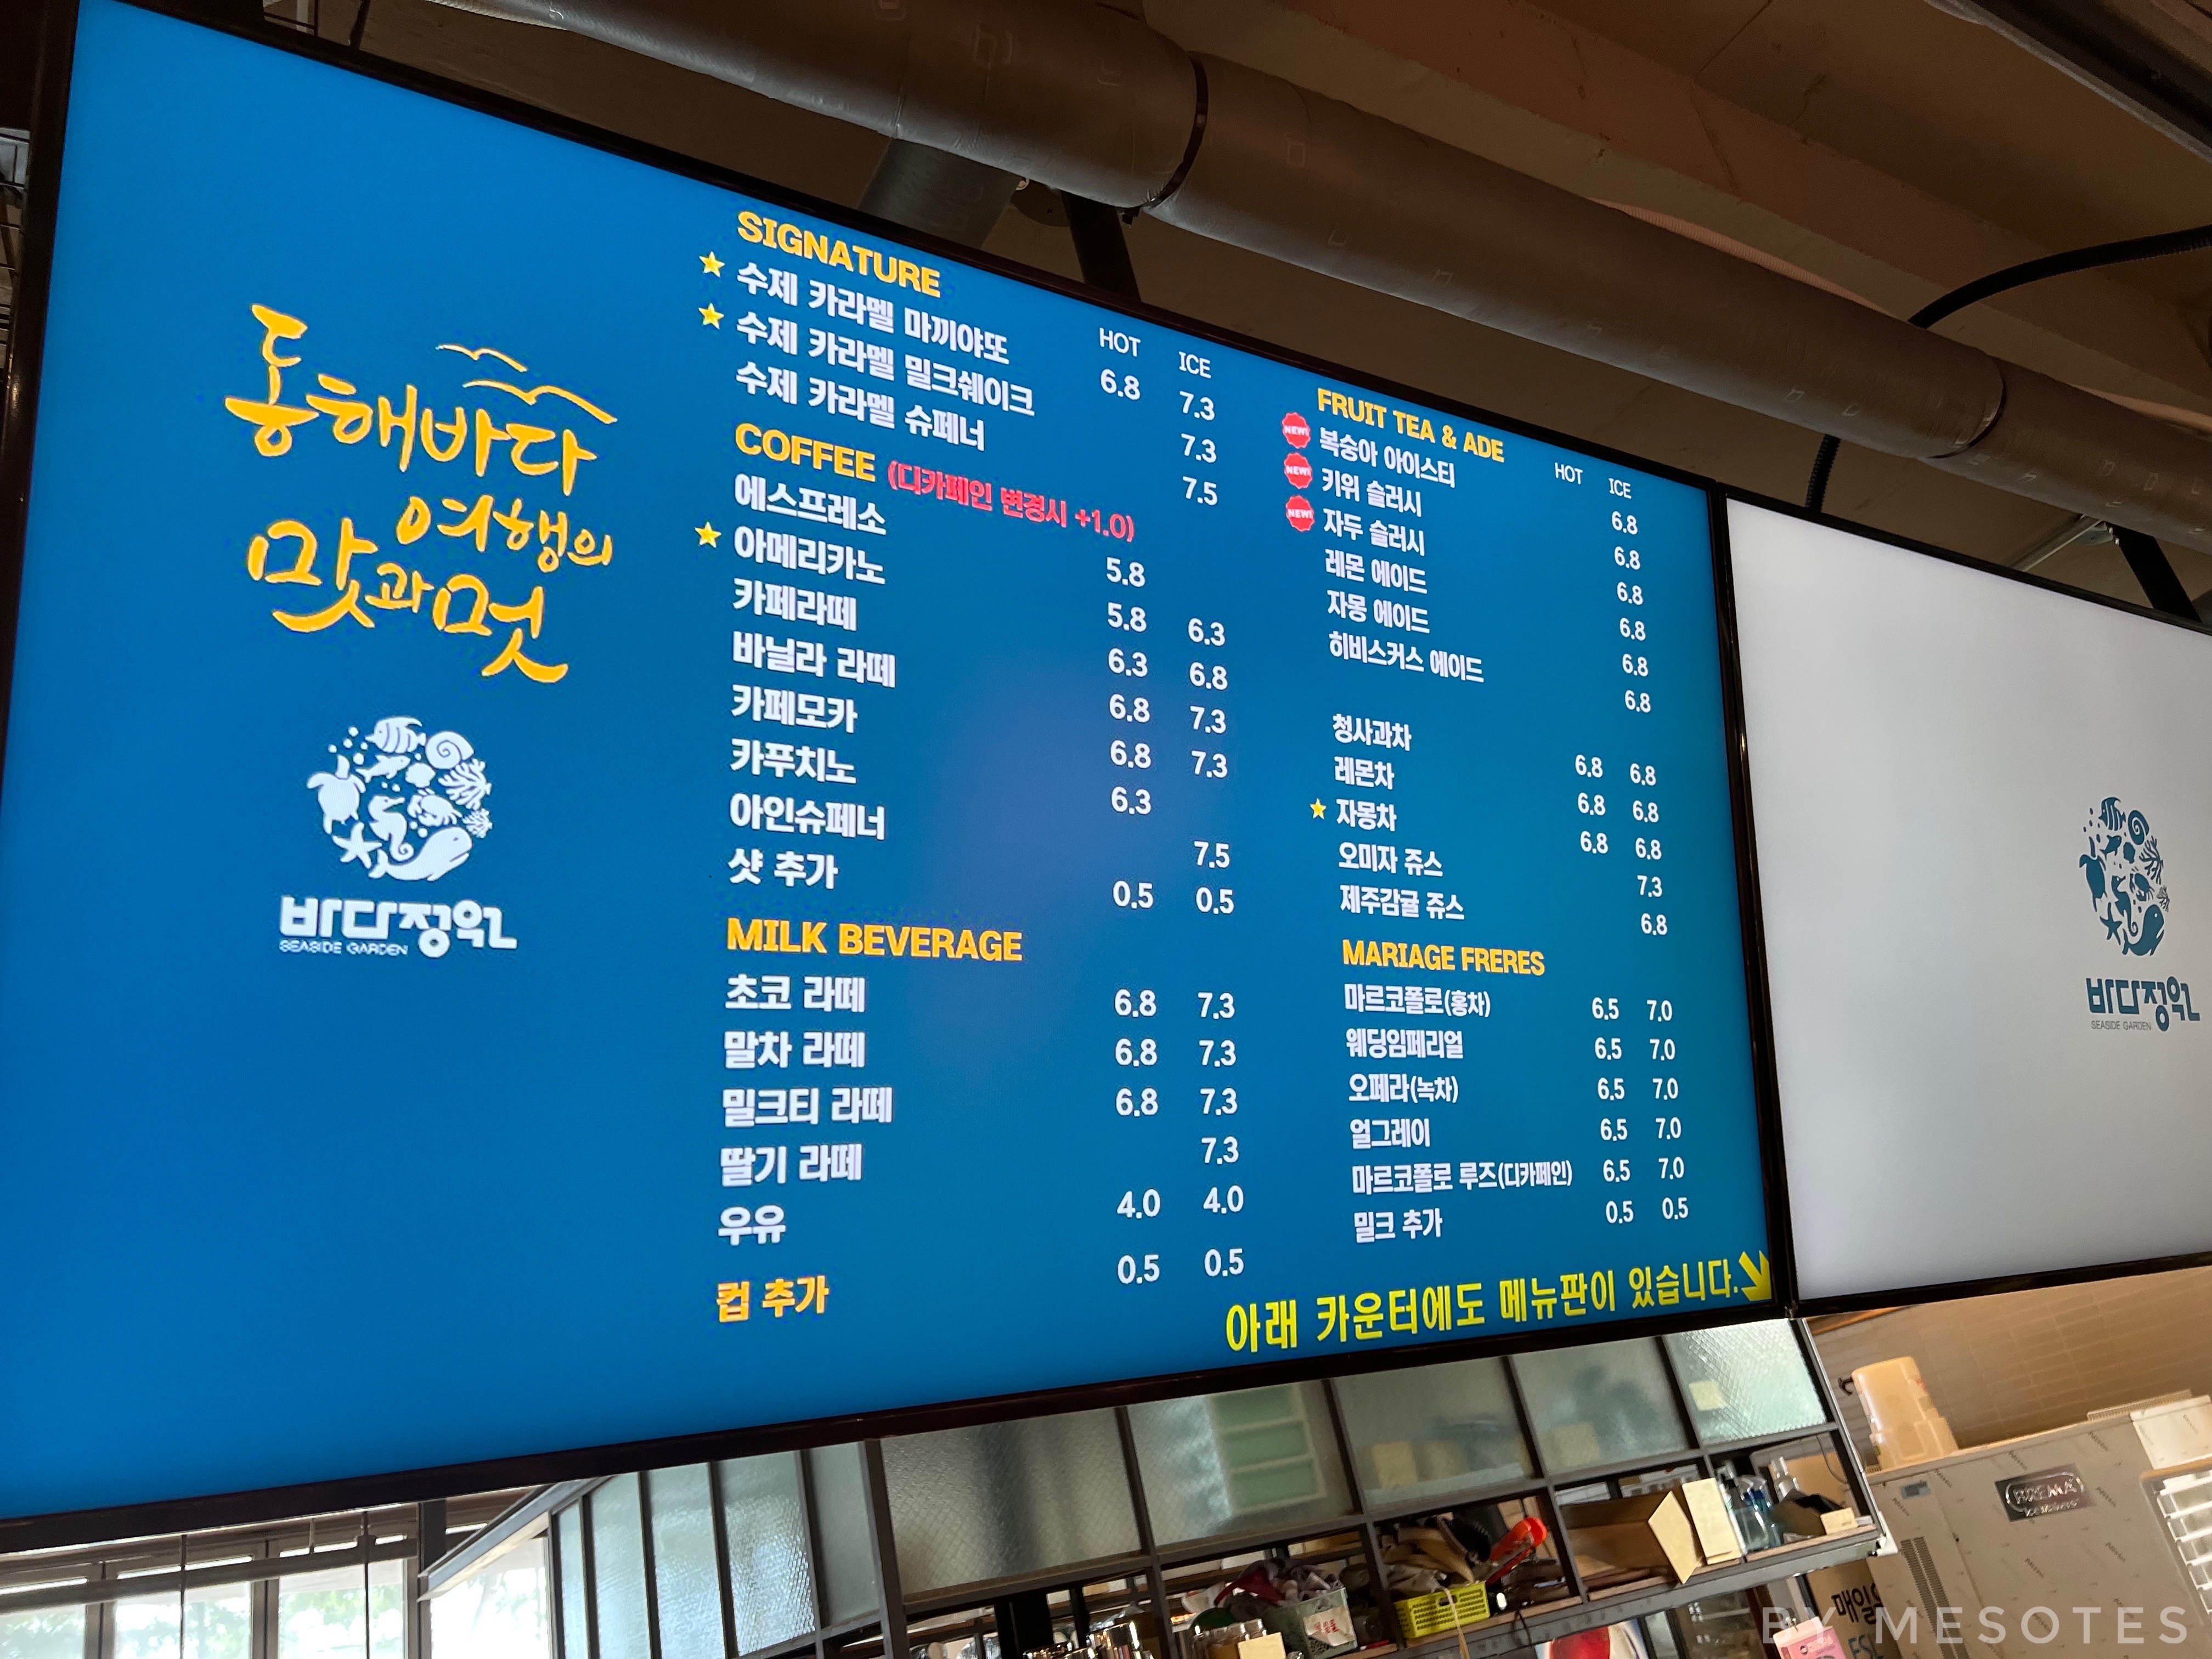 동해바다
여행의
맛과 멋
바다정원
SEASIDE GARDEN
SIGNATURE
HOT ICE
★ 수제 카라멜 마끼야또 6.8 7.3
★ 수제 카라멜 밀크쉐이크 7.3
수제 카라멜 슈페너 7.5
COFFEE (디카페인 변경시 +1.0)
에스프레소 5.8
★ 아메리카노 5.8 6.3
카페라떼 6.3 6.8
바닐라 라떼 6.8 7.3
카페모카 6.8 7.3
카푸치노 6.3
아인슈페너 7.5
샷 추가 0.5 0.5
MILK BEVERAGE
초코 라떼 6.8 7.3
말차 라떼 6.8 7.3
밀크티 라떼 6.8 7.3
딸기 라떼 7.3
우유 4.0 4.0
컵 추가 0.5 0.5
FRUIT TEA & ADE
HOT ICE
NEW! 복숭아 아이스티 6.8
NEW! 키위 슬러시 6.8
NEW! 자두 슬러시 6.8
레몬 에이드 6.8
자몽 에이드 6.8
히비스커스 에이드 6.8
청사과차 6.8 6.8
레몬차 6.8 6.8
★ 자몽차 6.8 6.8
오미자 쥬스 7.3
제주감귤 쥬스 6.8
MARIAGE FRERES
마르코폴로(홍차) 6.5 7.0
웨딩임페리얼 6.5 7.0
오페라(녹차) 6.5 7.0
얼그레이 6.5 7.0
마르코폴로 루즈(디카페인) 6.5 7.0
밀크 추가 0.5 0.5
아래 카운터에도 메뉴판이 있습니다.
바다정원
SEASIDE GARDEN
BREMA
매일
BY MESOTES